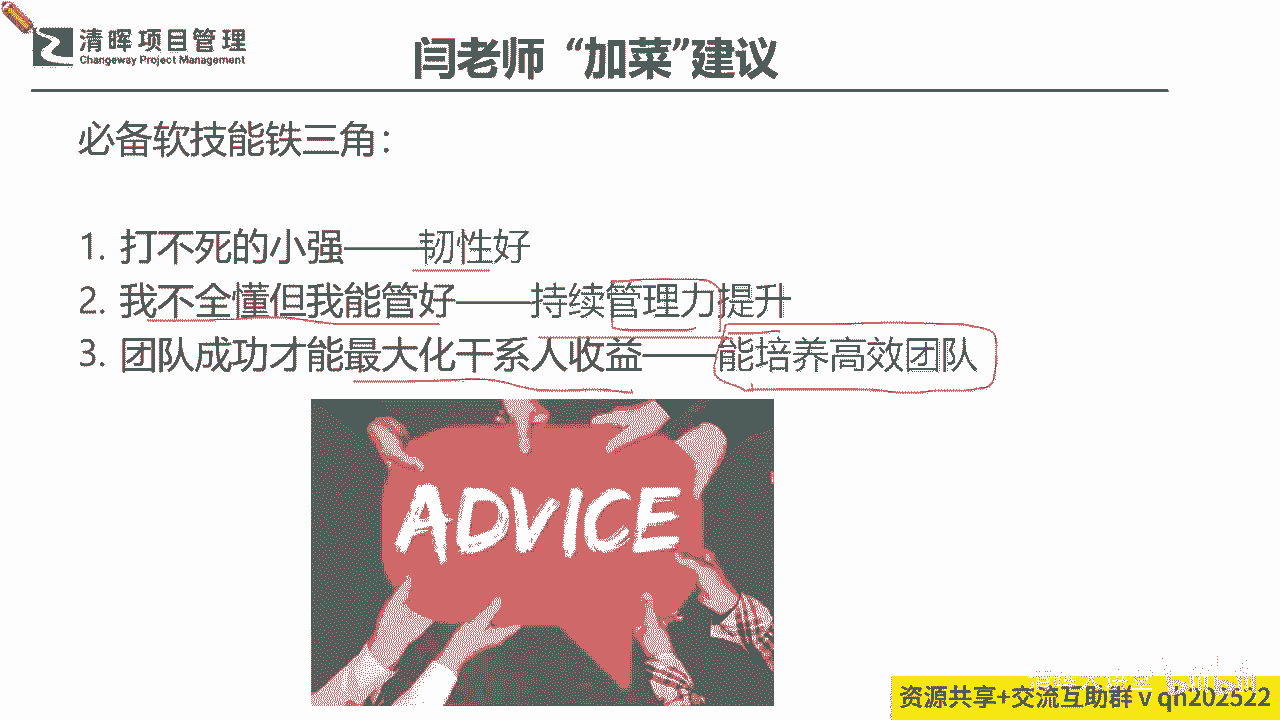 清晖项目管理
Changeway Project Management
闫老师 “加菜”建议
必备软技能铁三角：
1. 打不死的小强——韧性好
2. 我不全懂但我能管好——持续管理力提升
3. 团队成功才能最大化干系人收益——能培养高效团队
ADVICE
资源共享+交流互助群 v qh202522